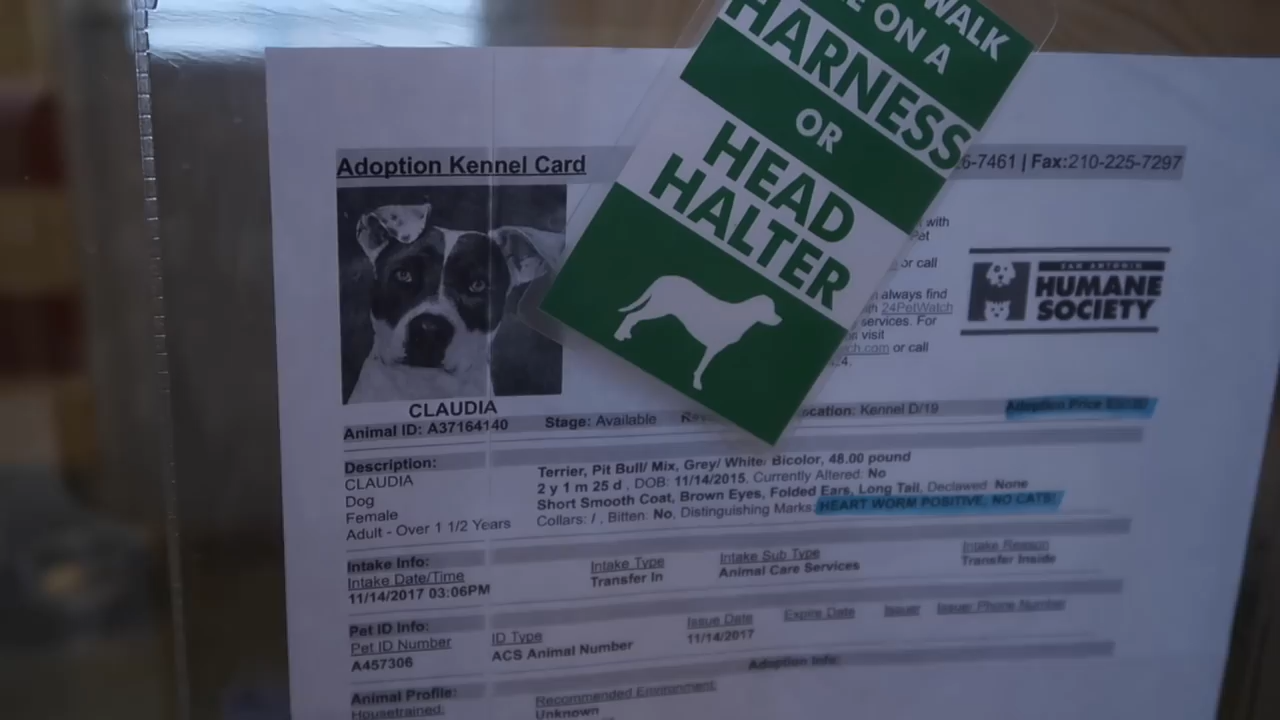 WALK
E ON A
HARNESS
OR
HEAD
HALTER
Adoption Kennel Card
6-7461 | Fax:210-225-7297
with
Pet
or call
always find
24PetWatch
services. For
visit
ch.com or call
4.
SAN ANTONIO
HUMANE
SOCIETY
CLAUDIA
Animal ID: A37164140
Stage: Available
ocation: Kennel D/19
Adoption Price
Description:
CLAUDIA
Dog
Female
Adult - Over 1 1/2 Years
Terrier, Pit Bull/ Mix, Grey/ White/ Bicolor, 48.00 pound
2 y 1 m 25 d , DOB: 11/14/2015, Currently Altered: No
Short Smooth Coat, Brown Eyes, Folded Ears, Long Tail, Declawed: None
Collars: / , Bitten: No, Distinguishing Marks: HEART WORM POSITIVE, NO CATS!
Intake Info:
Intake Date/Time
11/14/2017 03:06PM
Intake Type
Transfer In
Intake Sub Type
Animal Care Services
Intake Reason
Transfer Inside
Pet ID Info:
Pet ID Number
A457306
ID Type
ACS Animal Number
Issue Date
11/14/2017
Expire Date
Issuer
Issuer Phone Number
Adoption Info:
Animal Profile:
Housetrained:
Recommended Environment:
Unknown